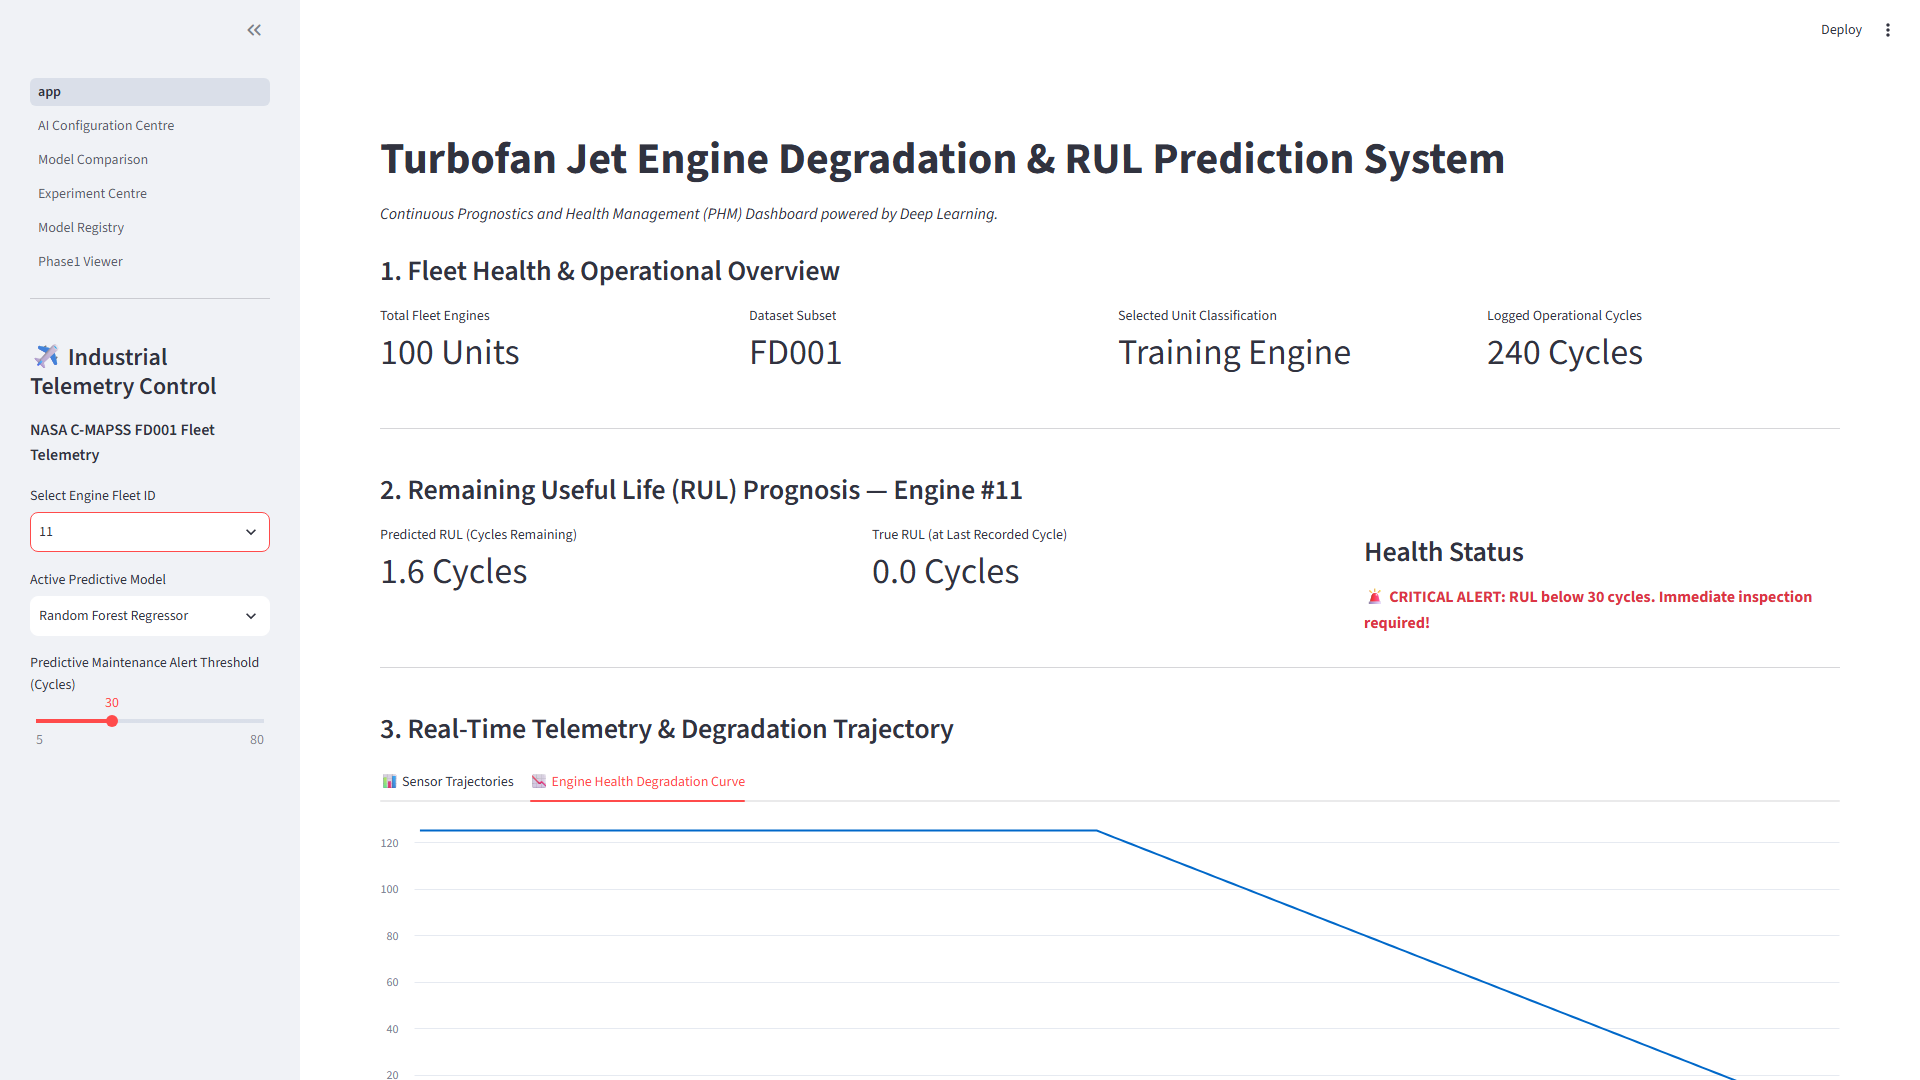 app
AI Configuration Centre
Model Comparison
Experiment Centre
Model Registry
Phase1 Viewer
Industrial
Telemetry Control
NASA C-MAPSS FD001 Fleet
Telemetry
Select Engine Fleet ID
11
Active Predictive Model
Random Forest Regressor
Predictive Maintenance Alert Threshold
(Cycles)
30
5 80
Deploy
Turbofan Jet Engine Degradation & RUL Prediction System
Continuous Prognostics and Health Management (PHM) Dashboard powered by Deep Learning.
1. Fleet Health & Operational Overview
Total Fleet Engines
100 Units
Dataset Subset
FD001
Selected Unit Classification
Training Engine
Logged Operational Cycles
240 Cycles
2. Remaining Useful Life (RUL) Prognosis — Engine #11
Predicted RUL (Cycles Remaining)
1.6 Cycles
True RUL (at Last Recorded Cycle)
0.0 Cycles
Health Status
CRITICAL ALERT: RUL below 30 cycles. Immediate inspection
required!
3. Real-Time Telemetry & Degradation Trajectory
Sensor Trajectories
Engine Health Degradation Curve
120
100
80
60
40
20